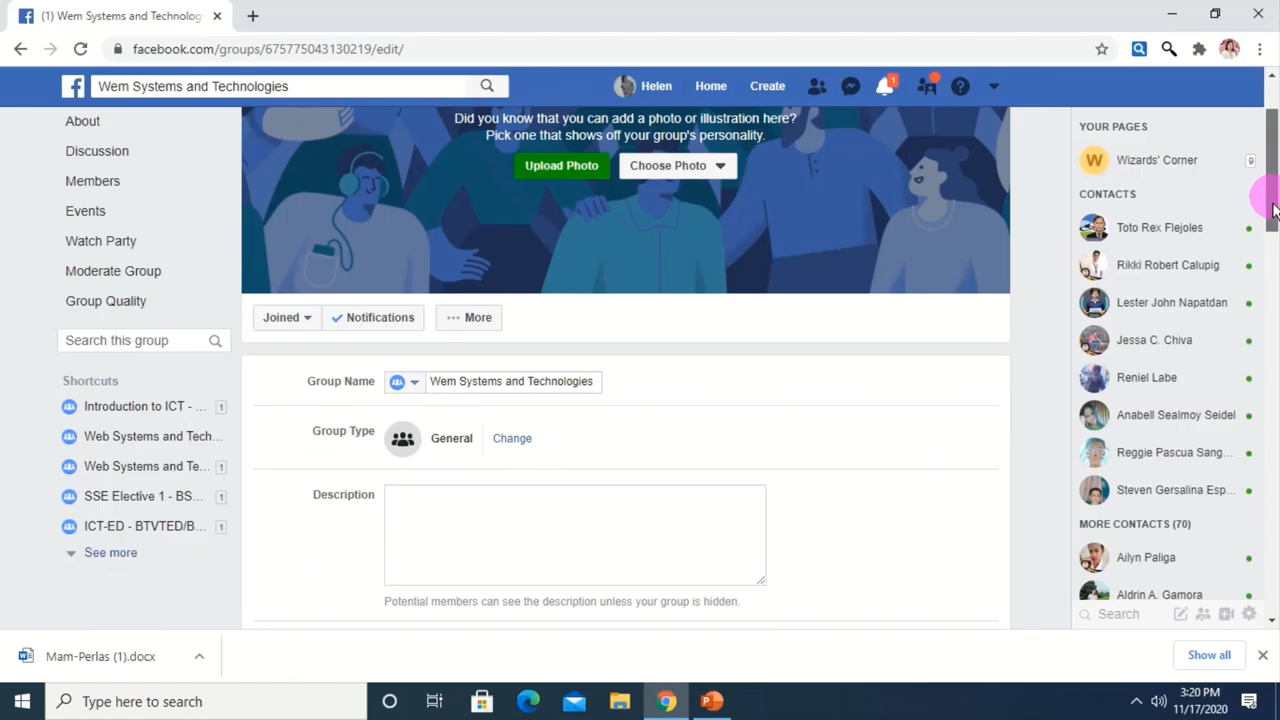 (1) Wem Systems and Technolog
facebook.com/groups/675775043130219/edit/
Wem Systems and Technologies
Helen
Home
Create
1
About
Discussion
Members
Events
Watch Party
Moderate Group
Group Quality
Search this group
Shortcuts
Introduction to ICT - ... 1
Web Systems and Tech...
Web Systems and Te... 1
SSE Elective 1 - BS... 1
ICT-ED - BTVTED/B... 1
See more
Did you know that you can add a photo or illustration here?
Pick one that shows off your group's personality.
Upload Photo
Choose Photo
Joined
Notifications
More
Group Name
Wem Systems and Technologies
Group Type
General
Change
Description
Potential members can see the description unless your group is hidden.
YOUR PAGES
W
Wizards' Corner
9
CONTACTS
Toto Rex Flejoles
Rikki Robert Calupig
Lester John Napatdan
Jessa C. Chiva
Reniel Labe
Anabell Sealmoy Seidel
Reggie Pascua Sang...
Steven Gersalina Esp...
MORE CONTACTS (70)
Ailyn Paliga
Aldrin A. Gamora
Search
Mam-Perlas (1).docx
Show all
Type here to search
3:20 PM
11/17/2020